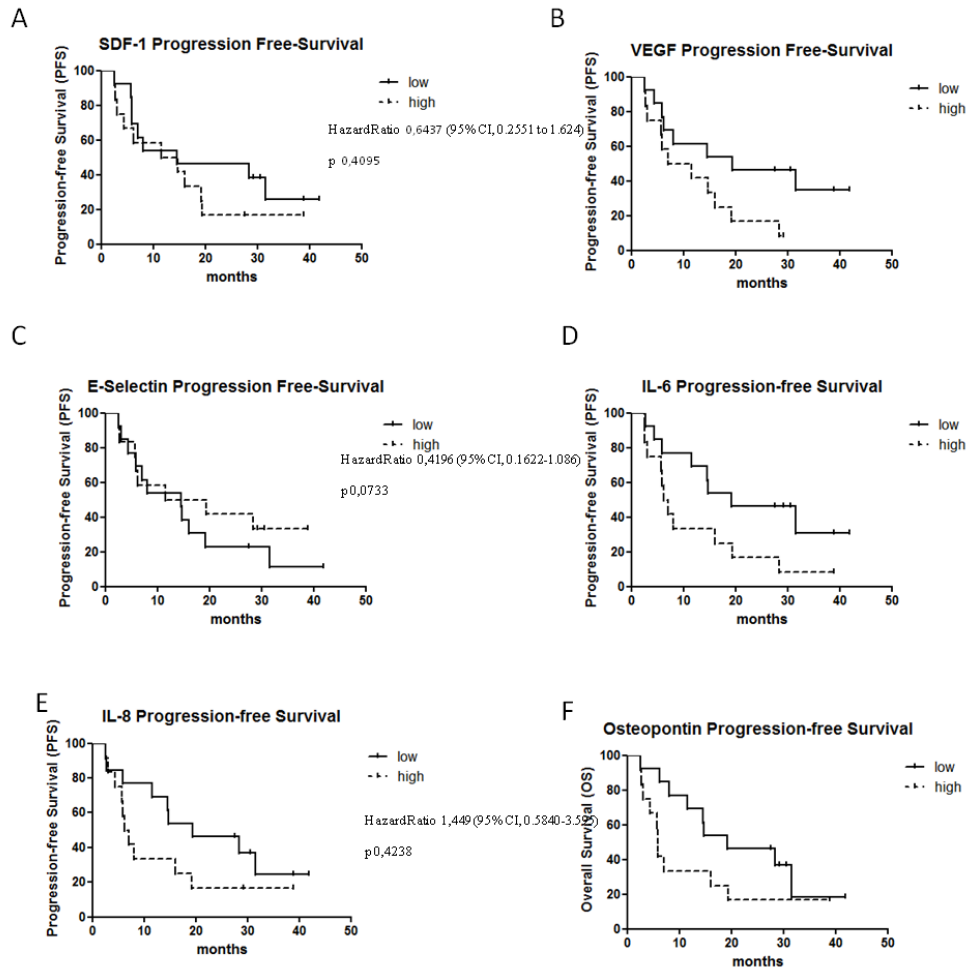 A
SDF-1 Progression Free-Survival
Progression-free Survival (PFS)
100
80
60
40
20
0
0 10 20 30 40 50
months
low
high
HazardRatio 0,6437 (95%CI, 0.2551 to 1.624)
p 0,4095
B
VEGF Progression Free-Survival
Progression-free Survival (PFS)
100
80
60
40
20
0
0 10 20 30 40 50
months
low
high
C
E-Selectin Progression Free-Survival
Progression-free Survival (PFS)
100
80
60
40
20
0
0 10 20 30 40 50
months
low
high
HazardRatio 0,4196 (95%CI, 0.1622-1.086)
p0,0733
D
IL-6 Progression-free Survival
Progression-free Survival (PFS)
100
80
60
40
20
0
0 10 20 30 40 50
months
low
high
E
IL-8 Progression-free Survival
Progression-free Survival (PFS)
100
80
60
40
20
0
0 10 20 30 40 50
months
low
high
HazardRatio 1,449 (95%CI, 0.5840-
p0,4238
F
Osteopontin Progression-free Survival
Overall Survival (OS)
100
80
60
40
20
0
0 10 20 30 40 50
months
low
high